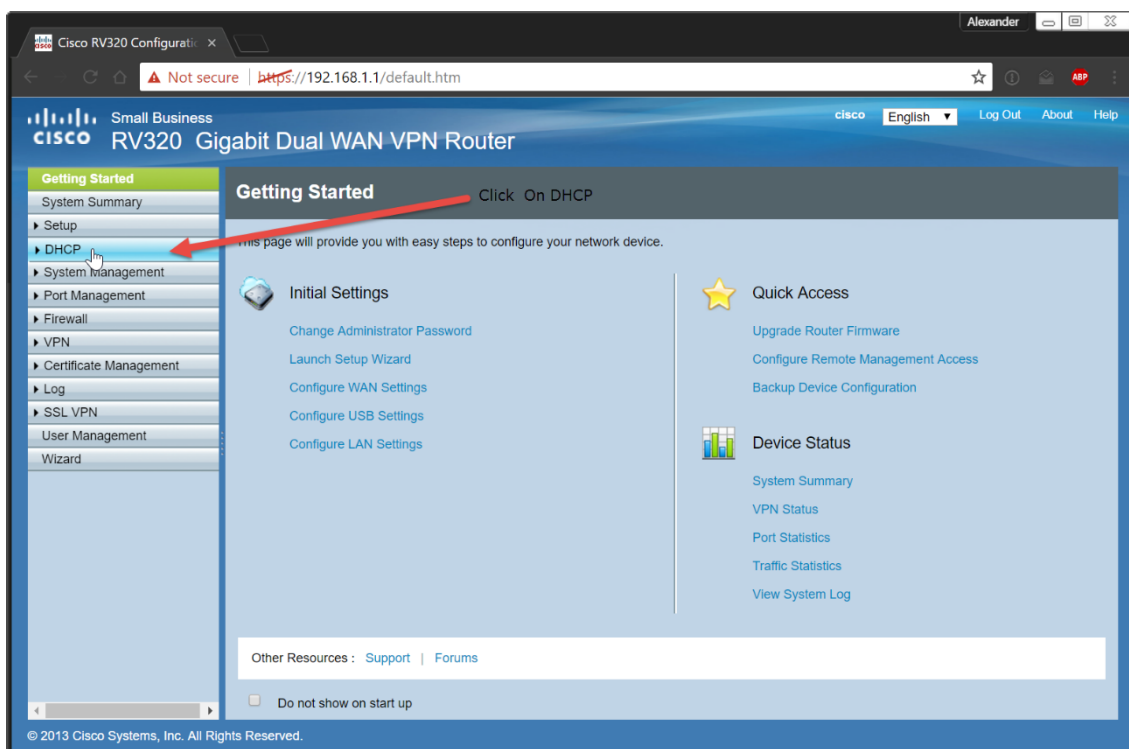 Alexander
Cisco RV320 Configuratic
Not secure | https://192.168.1.1/default.htm
ABP
Small Business
cisco English Log Out About Help
CISCO RV320 Gigabit Dual WAN VPN Router
Getting Started
System Summary
Setup
DHCP
System Management
Port Management
Firewall
VPN
Certificate Management
Log
SSL VPN
User Management
Wizard
Getting Started
Click On DHCP
This page will provide you with easy steps to configure your network device.
Initial Settings
Change Administrator Password
Launch Setup Wizard
Configure WAN Settings
Configure USB Settings
Configure LAN Settings
Quick Access
Upgrade Router Firmware
Configure Remote Management Access
Backup Device Configuration
Device Status
System Summary
VPN Status
Port Statistics
Traffic Statistics
View System Log
Other Resources : Support | Forums
Do not show on start up
© 2013 Cisco Systems, Inc. All Rights Reserved.